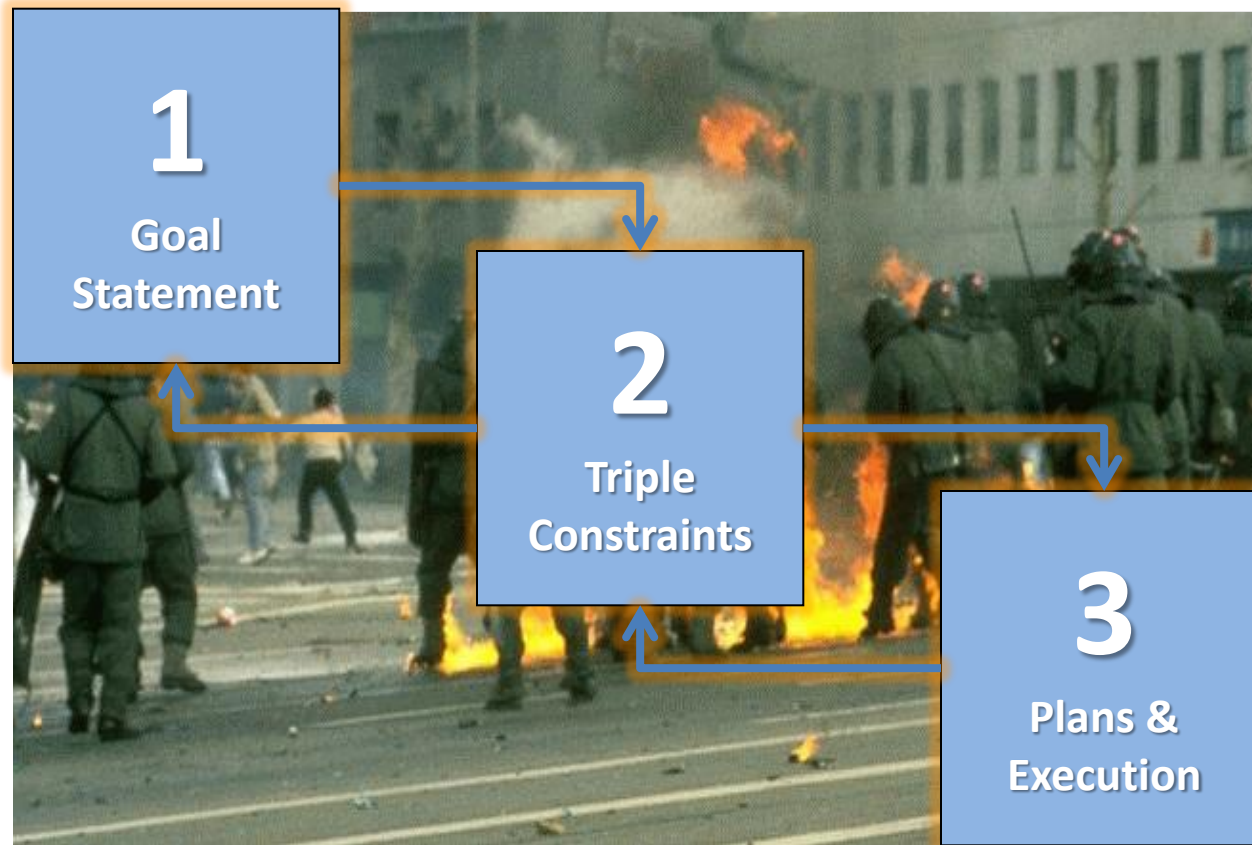 1
Goal
Statement
2
Triple
Constraints
3
Plans &
Execution